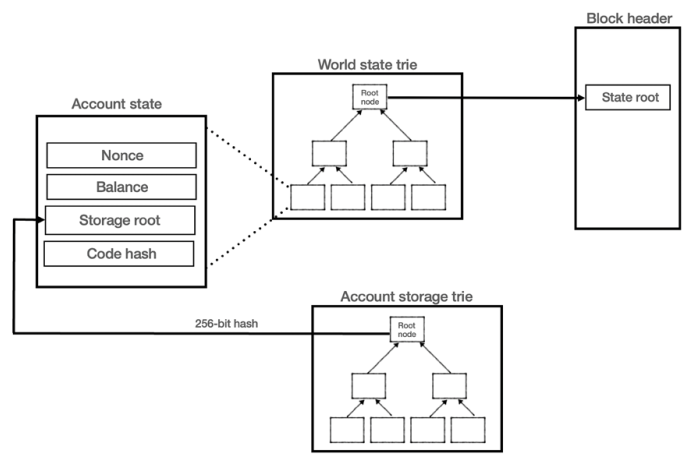 Block header
World state trie
Root
node
State root
Account state
Nonce
Balance
Storage root
Code hash
Account storage trie
256-bit hash
Root
node